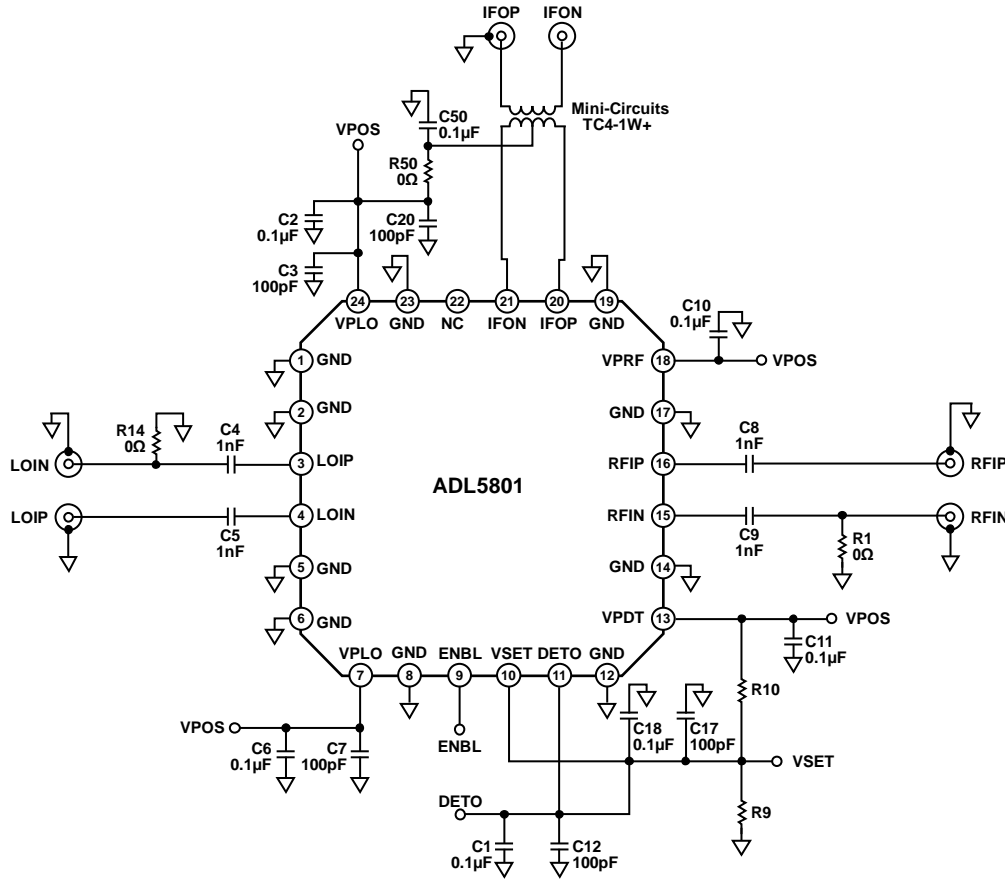 IFOP
IFON
Mini-Circuits
TC4-1W+
C50
0.1µF
VPOS
R50
0Ω
C2
0.1µF
C20
100pF
C3
100pF
24
23
22
21
20
19
VPLO
GND
NC
IFON
IFOP
GND
C10
0.1µF
1
GND
VPRF
18
VPOS
2
GND
GND
17
R14
0Ω
C4
1nF
C8
1nF
LOIN
3
LOIP
RFIP
16
RFIP
ADL5801
LOIP
4
LOIN
RFIN
15
RFIN
C5
1nF
C9
1nF
R1
0Ω
5
GND
GND
14
6
GND
VPDT
13
VPOS
C11
0.1µF
VPLO
GND
ENBL
VSET
DETO
GND
7
8
9
10
11
12
R10
VPOS
C6
0.1µF
C7
100pF
ENBL
C18
0.1µF
C17
100pF
VSET
DETO
R9
C1
0.1µF
C12
100pF